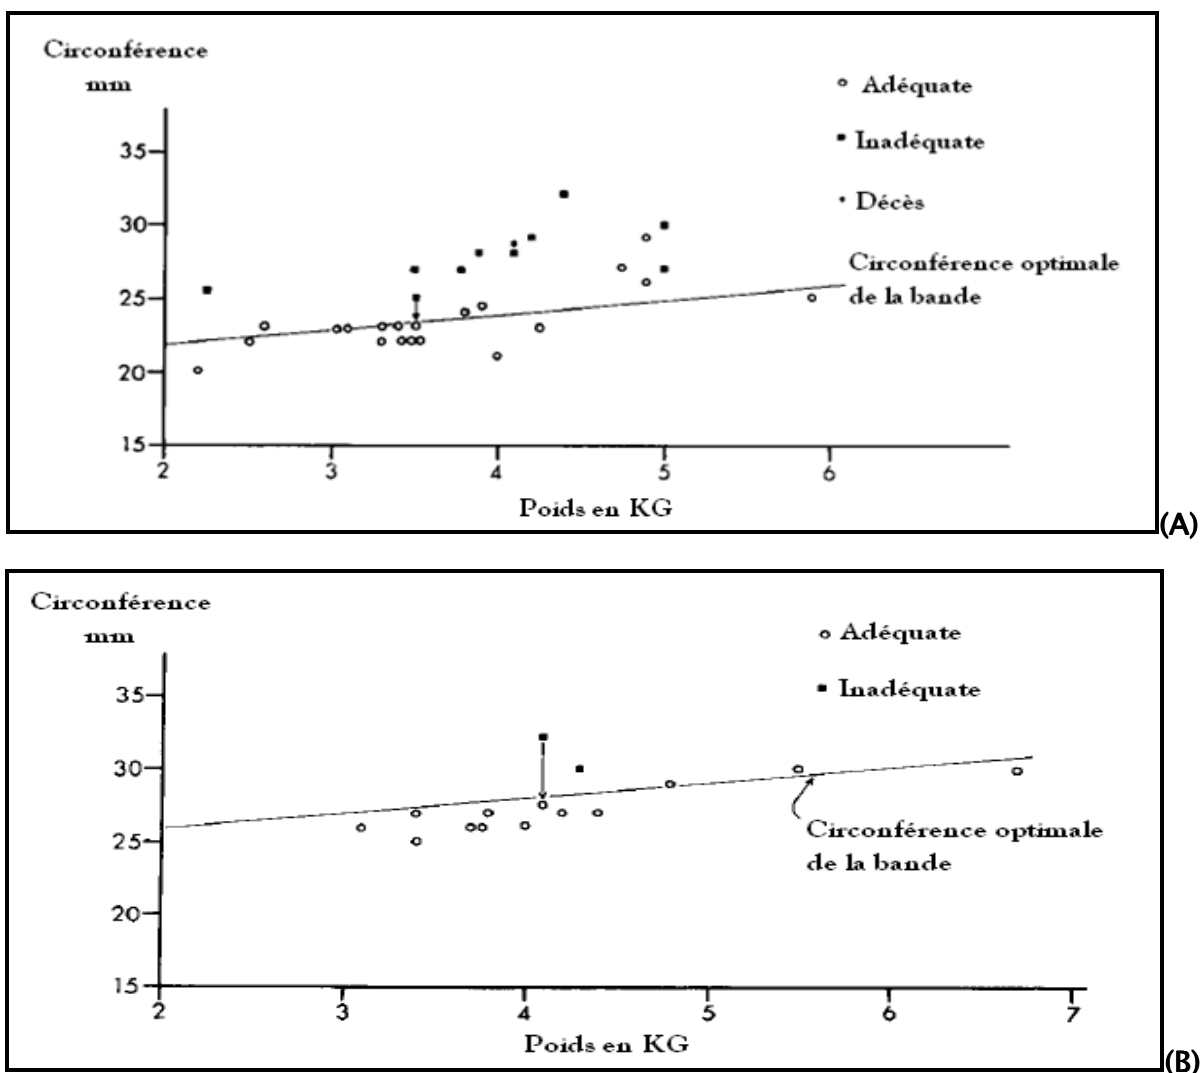 Circonférence
mm
Adéquate
Inadéquate
Décès
Circonférence optimale
de la bande
35
30
25
20
15
2 3 4 5 6
Poids en KG
(A)
Circonférence
mm
Adéquate
Inadéquate
35
30
25
20
15
Circonférence optimale
de la bande
2 3 4 5 6 7
Poids en KG
(B)